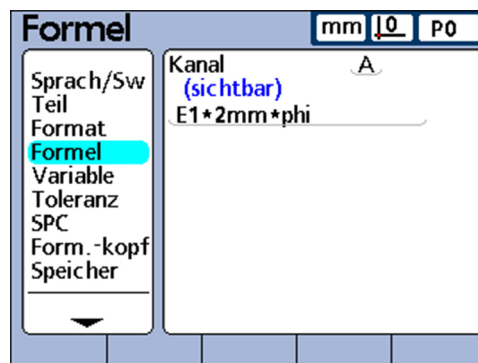 Formel
mm 0 P0
Sprach/Sw
Teil
Format
Formel
Variable
Toleranz
SPC
Form.-kopf
Speicher
Kanal A
(sichtbar)
E1*2mm*phi